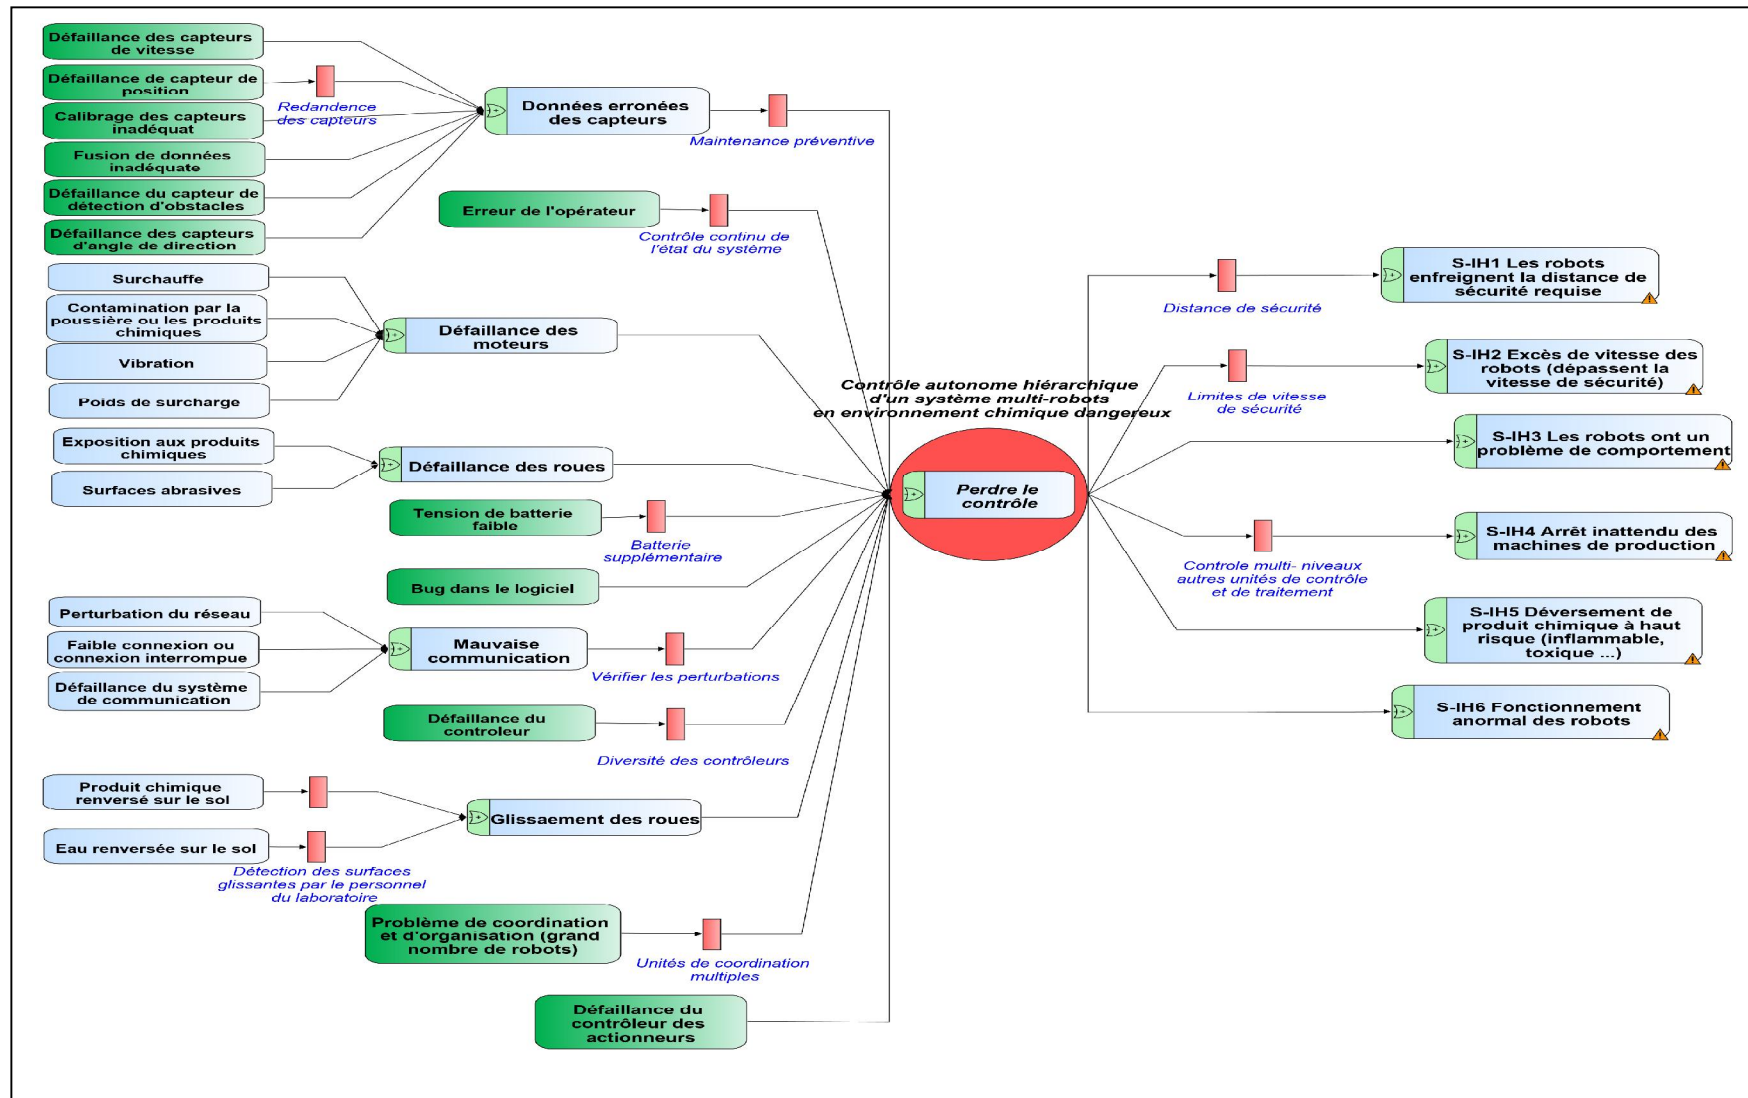 Défaillance des capteurs
de vitesse
Défaillance de capteur de
position
Redandence
des capteurs
Calibrage des capteurs
inadéquat
Fusion de données
inadéquate
Défaillance du capteur de
détection d'obstacles
Défaillance des capteurs
d'angle de direction
Données erronées
des capteurs
Maintenance préventive
Erreur de l'opérateur
Contrôle continu de
l'état du système
Surchauffe
Contamination par la
poussière ou les produits
chimiques
Vibration
Poids de surcharge
Défaillance des
moteurs
Exposition aux produits
chimiques
Surfaces abrasives
Défaillance des roues
Tension de batterie
faible
Batterie
supplémentaire
Bug dans le logiciel
Perturbation du réseau
Faible connexion ou
connexion interrompue
Défaillance du système
de communication
Mauvaise
communication
Vérifier les perturbations
Défaillance du
controleur
Diversité des contrôleurs
Produit chimique
renversé sur le sol
Eau renversée sur le sol
Détection des surfaces
glissantes par le personnel
du laboratoire
Glissaement des roues
Problème de coordination
et d'organisation (grand
nombre de robots)
Unités de coordination
multiples
Défaillance du
contrôleur des
actionneurs
Contrôle autonome hiérarchique
d'un système multi-robots
en environnement chimique dangereux
Perdre le
contrôle
Distance de sécurité
S-IH1 Les robots
enfreignent la distance de
sécurité requise
Limites de vitesse
de sécurité
S-IH2 Excès de vitesse des
robots (dépassent la
vitesse de sécurité)
S-IH3 Les robots ont un
problème de comportement
Controle multi- niveaux
autres unités de contrôle
et de traitement
S-IH4 Arrêt inattendu des
machines de production
S-IH5 Déversement de
produit chimique à haut
risque (inflammable,
toxique ...)
S-IH6 Fonctionnement
anormal des robots